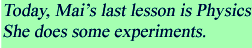 Today, Mai's last lesson is Physics
She does some experiments.